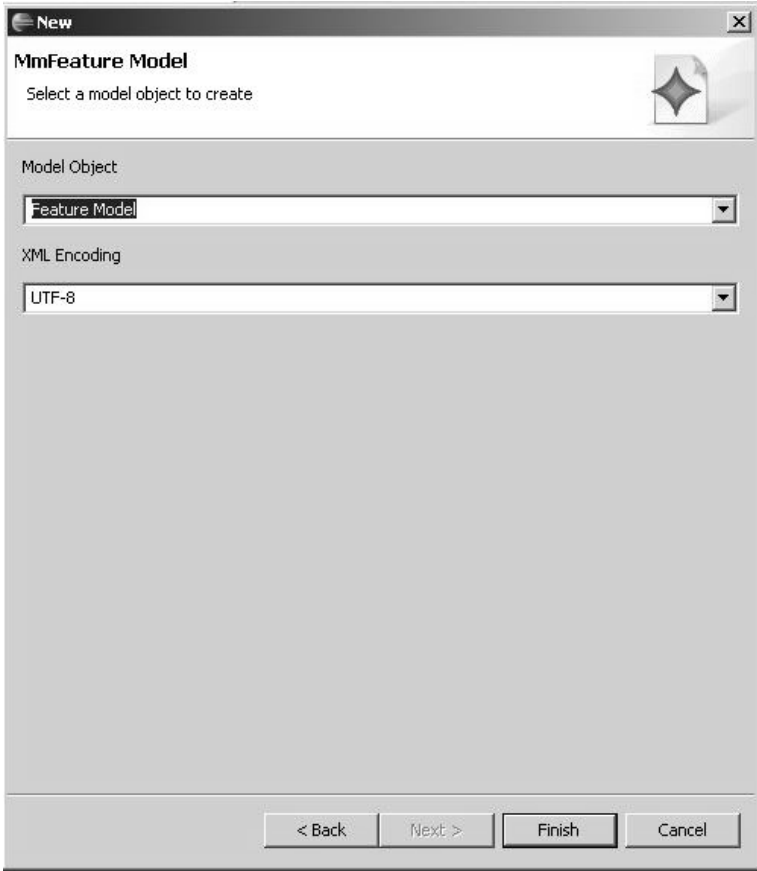 New
MmFeature Model
Select a model object to create
Model Object
Feature Model
XML Encoding
UTF-8
< Back Next > Finish Cancel